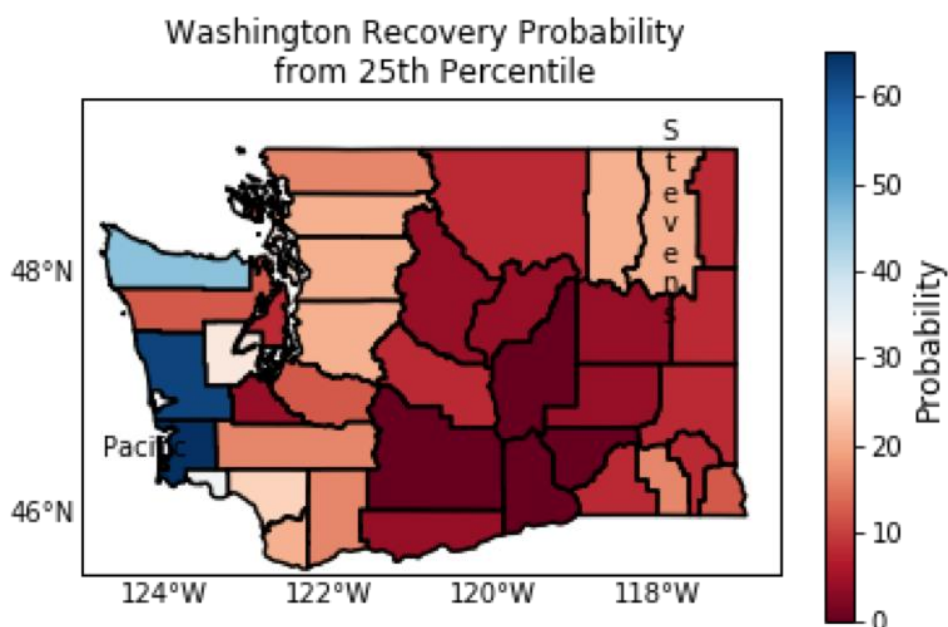 Washington Recovery Probability
from 25th Percentile
S
t
e
v
e
n
s
Pacific
48°N
46°N
124°W
122°W
120°W
118°W
60
50
40
30
20
10
0
Probability